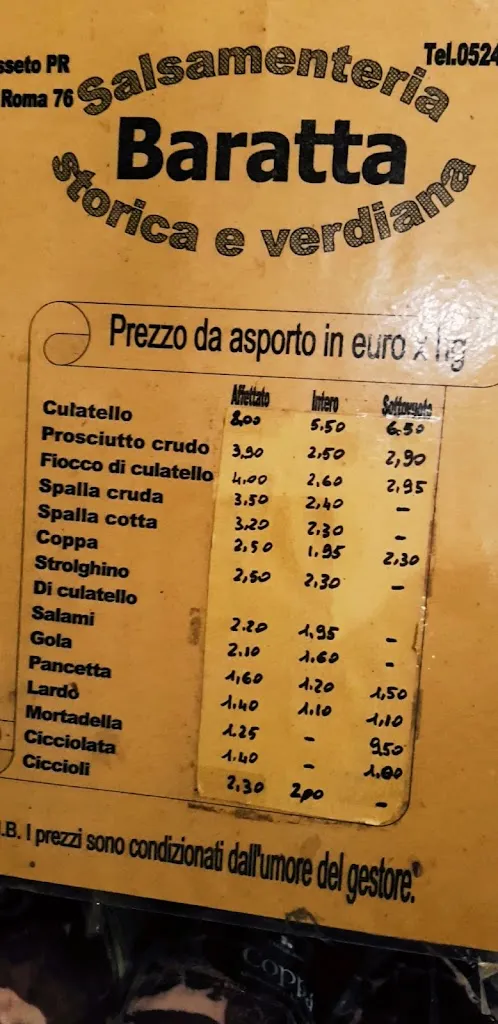 sseto PR
Roma 76
Tel.0524
Salsamenteria
Baratta
storica e verdiana
Prezzo da asporto in euro x hg
Affettato Intero Sottovuoto
Culatello 8,00 5.50 6.50
Prosciutto crudo 3,90 2,50 2,90
Fiocco di culatello 4,00 2,60 2,95
Spalla cruda 3,50 2,40 –
Spalla cotta 3,20 2,30 –
Coppa 2,50 1,95 2,30
Strolghino 2,50 2,30 –
Di culatello
Salami 2.20 1,95 –
Gola 2.10 1.60 –
Pancetta 1,60 1.20 1,50
Lardo 1.40 1.10 1,10
Mortadella 1.25 – 9,50
Cicciolata 1.40 – 1.00
Ciccioli 2,30 2,00 –
.B. I prezzi sono condizionati dall'umore del gestore.
COPPA